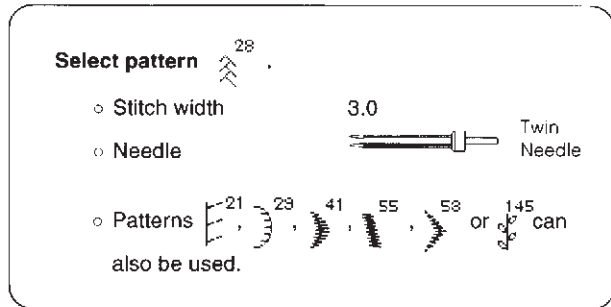 Select pattern 28 .
○ Stitch width 3.0
○ Needle Twin Needle
○ Patterns 21 , 29 , 41 , 55 , 58 or 145 can
also be used.